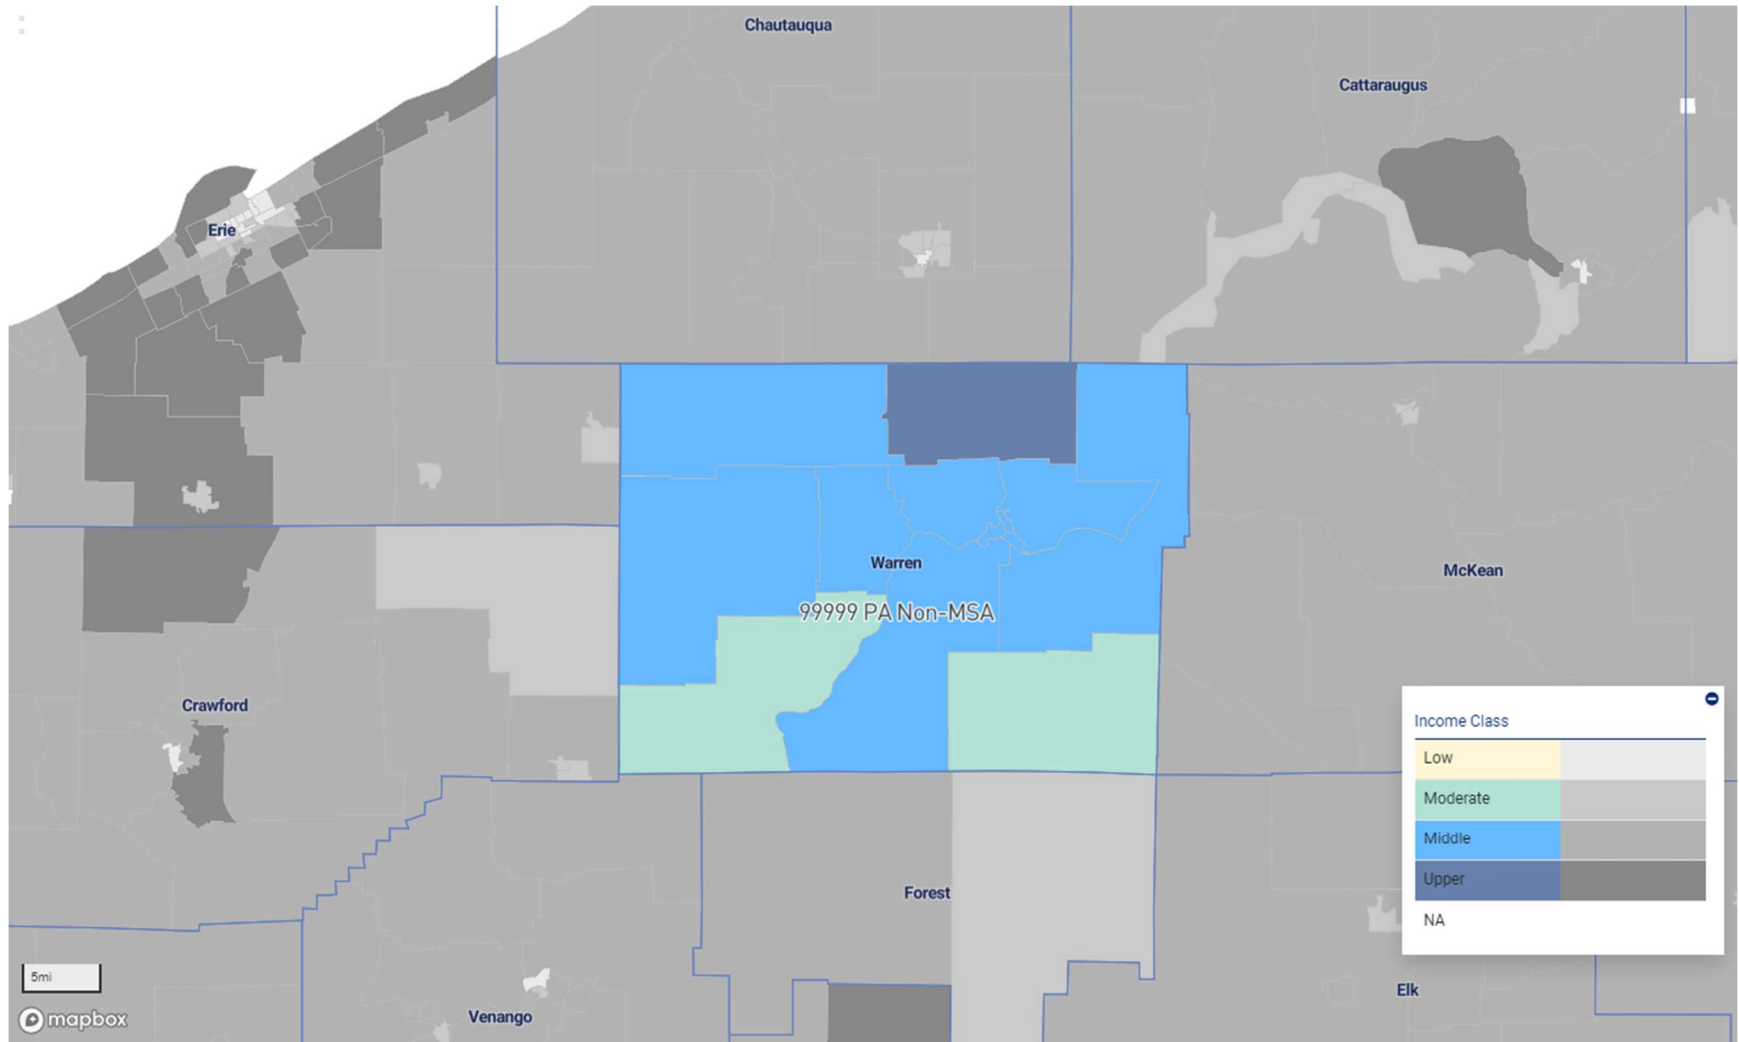 Chautauqua
Cattaraugus
Erie
Warren
McKean
99999 PA Non-MSA
Crawford
Income Class
Low
Moderate
Middle
Upper
NA
Forest
5mi
Elk
Venango
mapbox